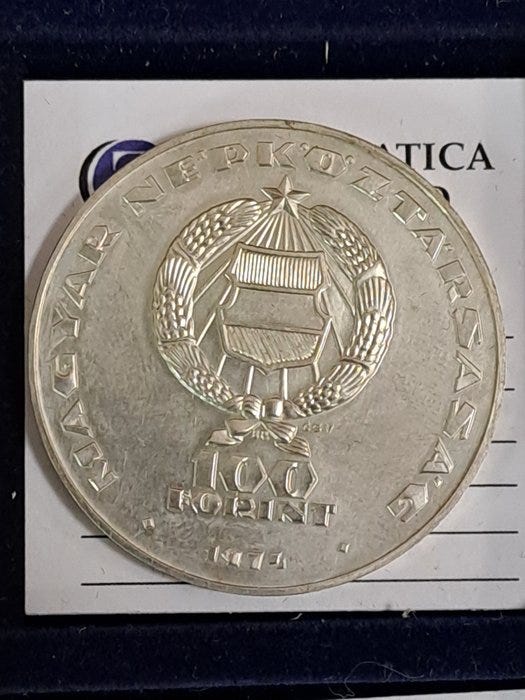 MAGYAR NÉPKÖZTÁRSASÁG
100
FORINT
1974
ATICA